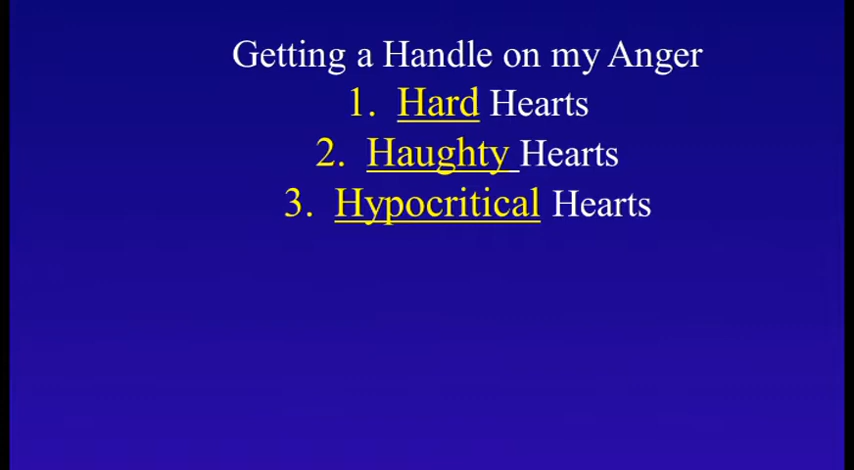 Getting a Handle on my Anger
1. Hard Hearts
2. Haughty Hearts
3. Hypocritical Hearts